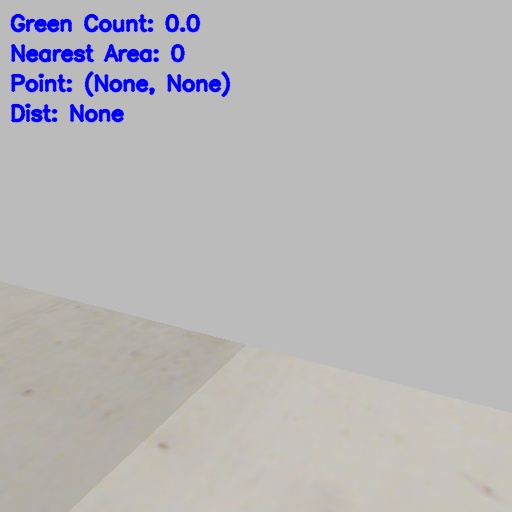 Green Count: 0.0
Nearest Area: 0
Point: (None, None)
Dist: None